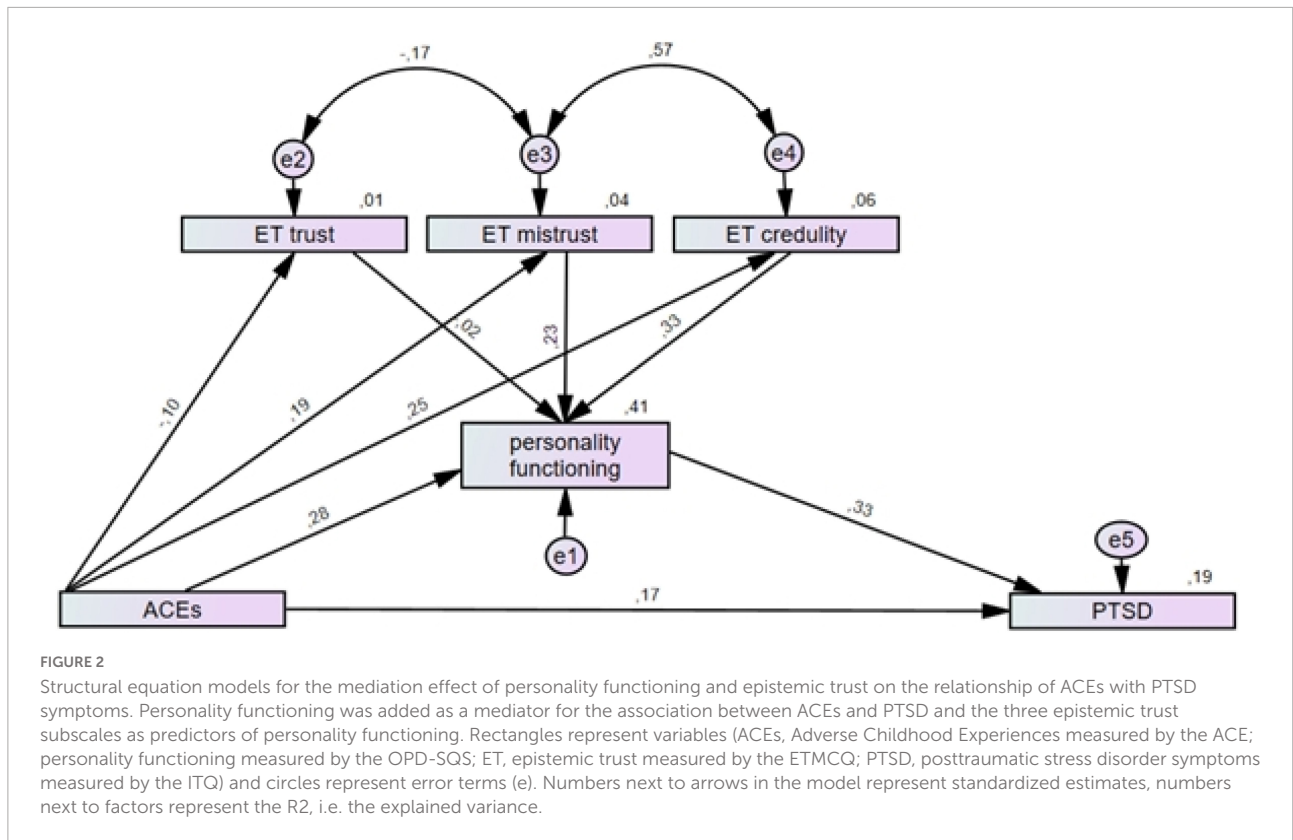 -,17
,57
e2
e3
e4
,01
,04
,06
ET trust
ET mistrust
ET credulity
-,10
,19
,25
,02
,23
,33
,41
personality
functioning
,28
,33
e1
e5
,19
ACEs
,17
PTSD
FIGURE 2
Structural equation models for the mediation effect of personality functioning and epistemic trust on the relationship of ACEs with PTSD
symptoms. Personality functioning was added as a mediator for the association between ACEs and PTSD and the three epistemic trust
subscales as predictors of personality functioning. Rectangles represent variables (ACEs, Adverse Childhood Experiences measured by the ACE;
personality functioning measured by the OPD-SQS; ET, epistemic trust measured by the ETMCQ; PTSD, posttraumatic stress disorder symptoms
measured by the ITQ) and circles represent error terms (e). Numbers next to arrows in the model represent standardized estimates, numbers
next to factors represent the R2, i.e. the explained variance.